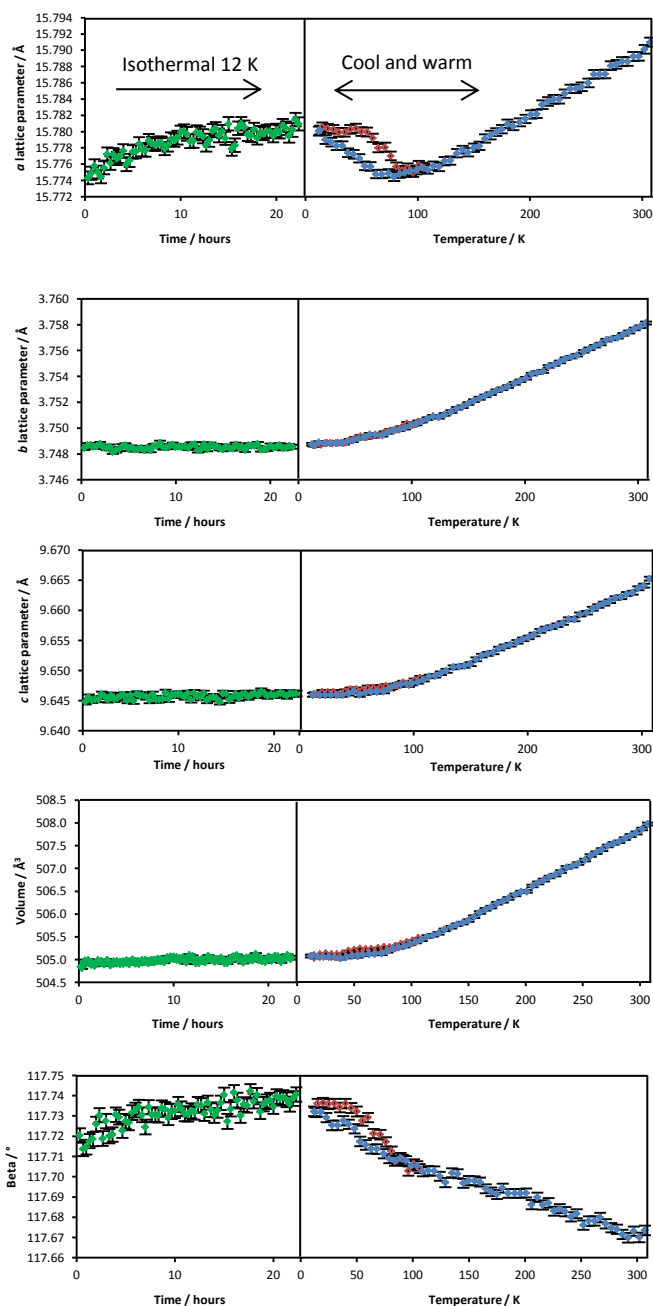 a lattice parameter / Å
15.794
15.790
15.788
15.786
15.784
15.782
15.780
15.778
15.776
15.774
15.772
Isothermal 12 K
Cool and warm
0 10 20 0 100 200 300
Time / hours
Temperature / K
b lattice parameter / Å
3.760
3.758
3.756
3.754
3.750
3.748
3.746
0 10 20 0 100 200 300
Time / hours
Temperature / K
c lattice parameter / Å
9.670
9.665
9.660
9.655
9.650
9.645
9.640
0 10 20 0 100 200 300
Time / hours
Temperature / K
Volume / Å³
508.5
508.0
507.0
506.5
506.0
505.0
504.5
0 10 20 0 50 100 150 200 250 300
Time / hours
Temperature / K
Beta / °
117.75
117.74
117.73
117.72
117.71
117.70
117.69
117.68
117.67
117.66
0 10 20 0 50 100 150 200 250 300
Time / hours
Temperature / K